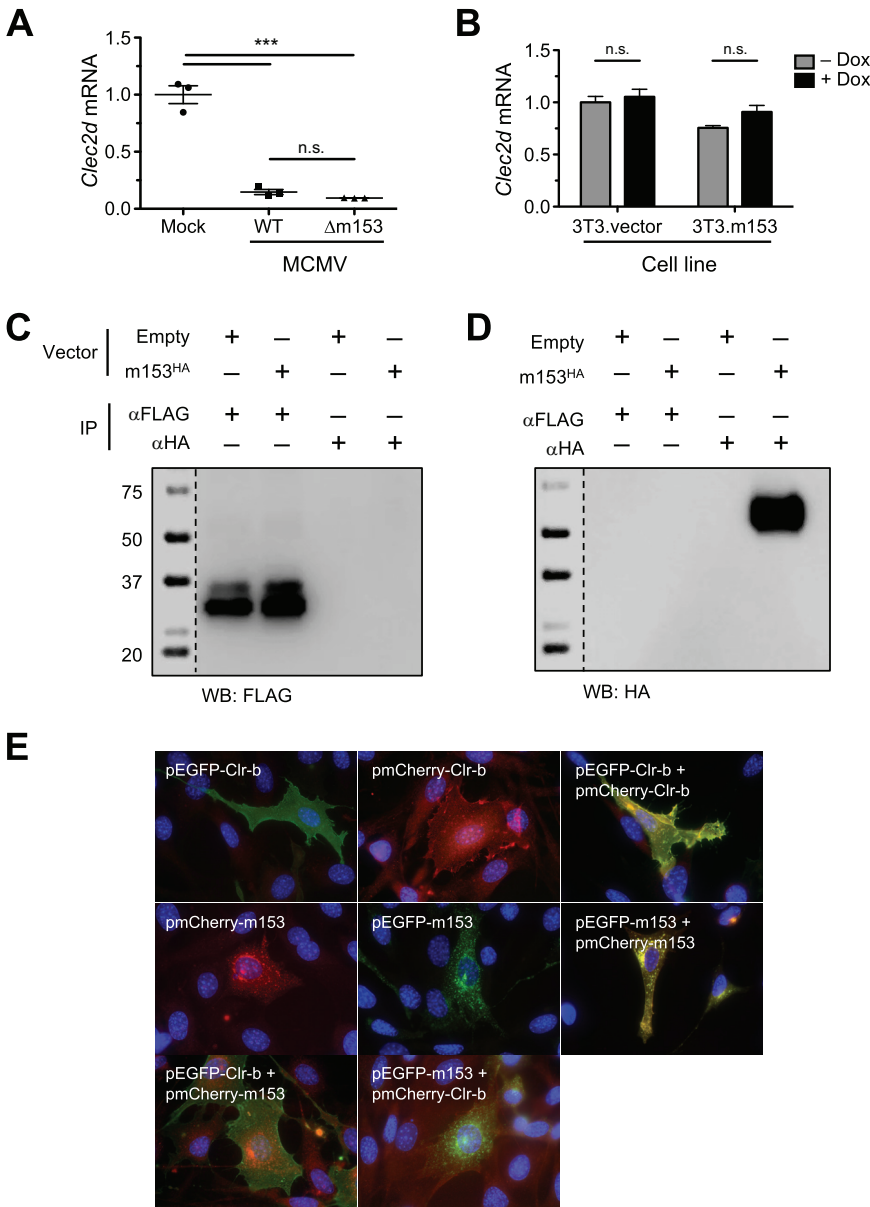 A
Clec2d mRNA
1.5
1.0
0.5
0.0
***
n.s.
Mock
WT
Δm153
MCMV
B
Clec2d mRNA
1.5
1.0
0.5
0.0
n.s.
n.s.
– Dox
+ Dox
3T3.vector
3T3.m153
Cell line
C
Vector
Empty + – + –
m153HA – + – +
IP
αFLAG + + – –
αHA – – + +
75
50
37
20
WB: FLAG
D
Empty + – + –
m153HA – + – +
αFLAG + + – –
αHA – – + +
WB: HA
E
pEGFP-Clr-b
pmCherry-Clr-b
pEGFP-Clr-b +
pmCherry-Clr-b
pmCherry-m153
pEGFP-m153
pEGFP-m153 +
pmCherry-m153
pEGFP-Clr-b +
pmCherry-m153
pEGFP-m153 +
pmCherry-Clr-b